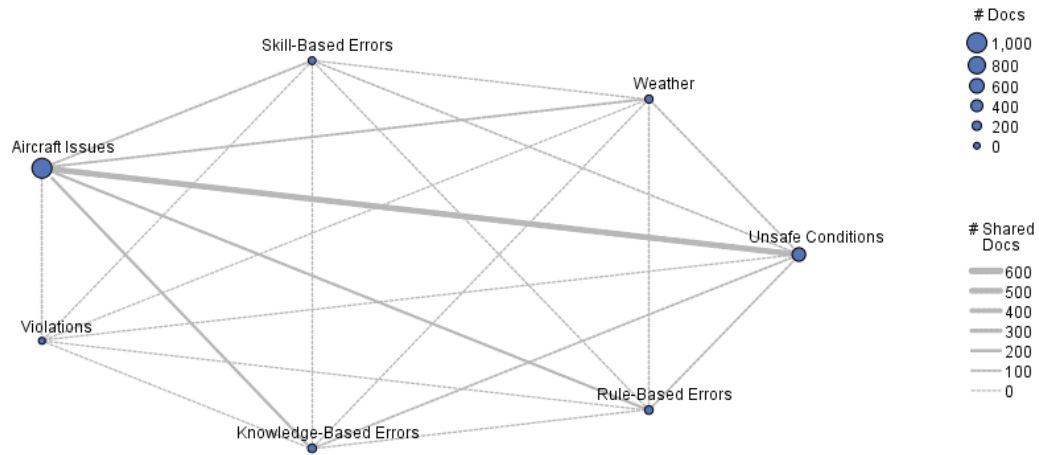 # Docs
1,000
800
600
400
200
0
Skill-Based Errors
Weather
Aircraft Issues
Unsafe Conditions
# Shared
Docs
600
500
400
300
200
100
0
Violations
Rule-Based Errors
Knowledge-Based Errors